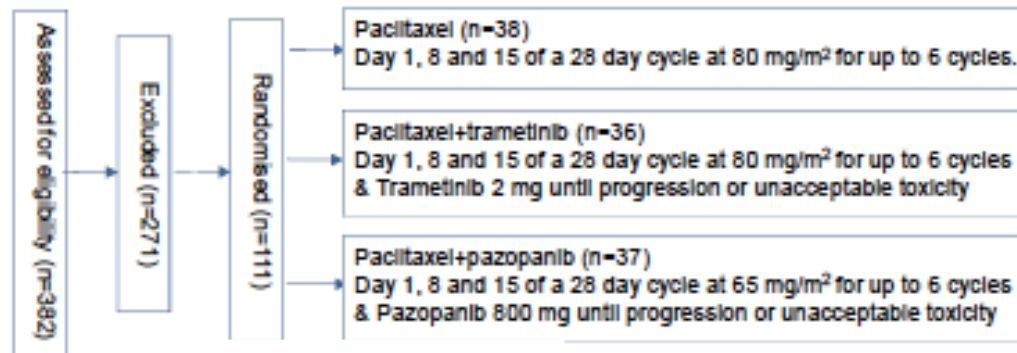 Assessed for eligibility (n=382)
Excluded (n=271)
Randomised (n=111)
Paclitaxel (n=38)
Day 1, 8 and 15 of a 28 day cycle at 80 mg/m² for up to 6 cycles.
Paclitaxel+trametinib (n=36)
Day 1, 8 and 15 of a 28 day cycle at 80 mg/m² for up to 6 cycles
& Trametinib 2 mg until progression or unacceptable toxicity
Paclitaxel+pazopanib (n=37)
Day 1, 8 and 15 of a 28 day cycle at 65 mg/m² for up to 6 cycles
& Pazopanib 800 mg until progression or unacceptable toxicity